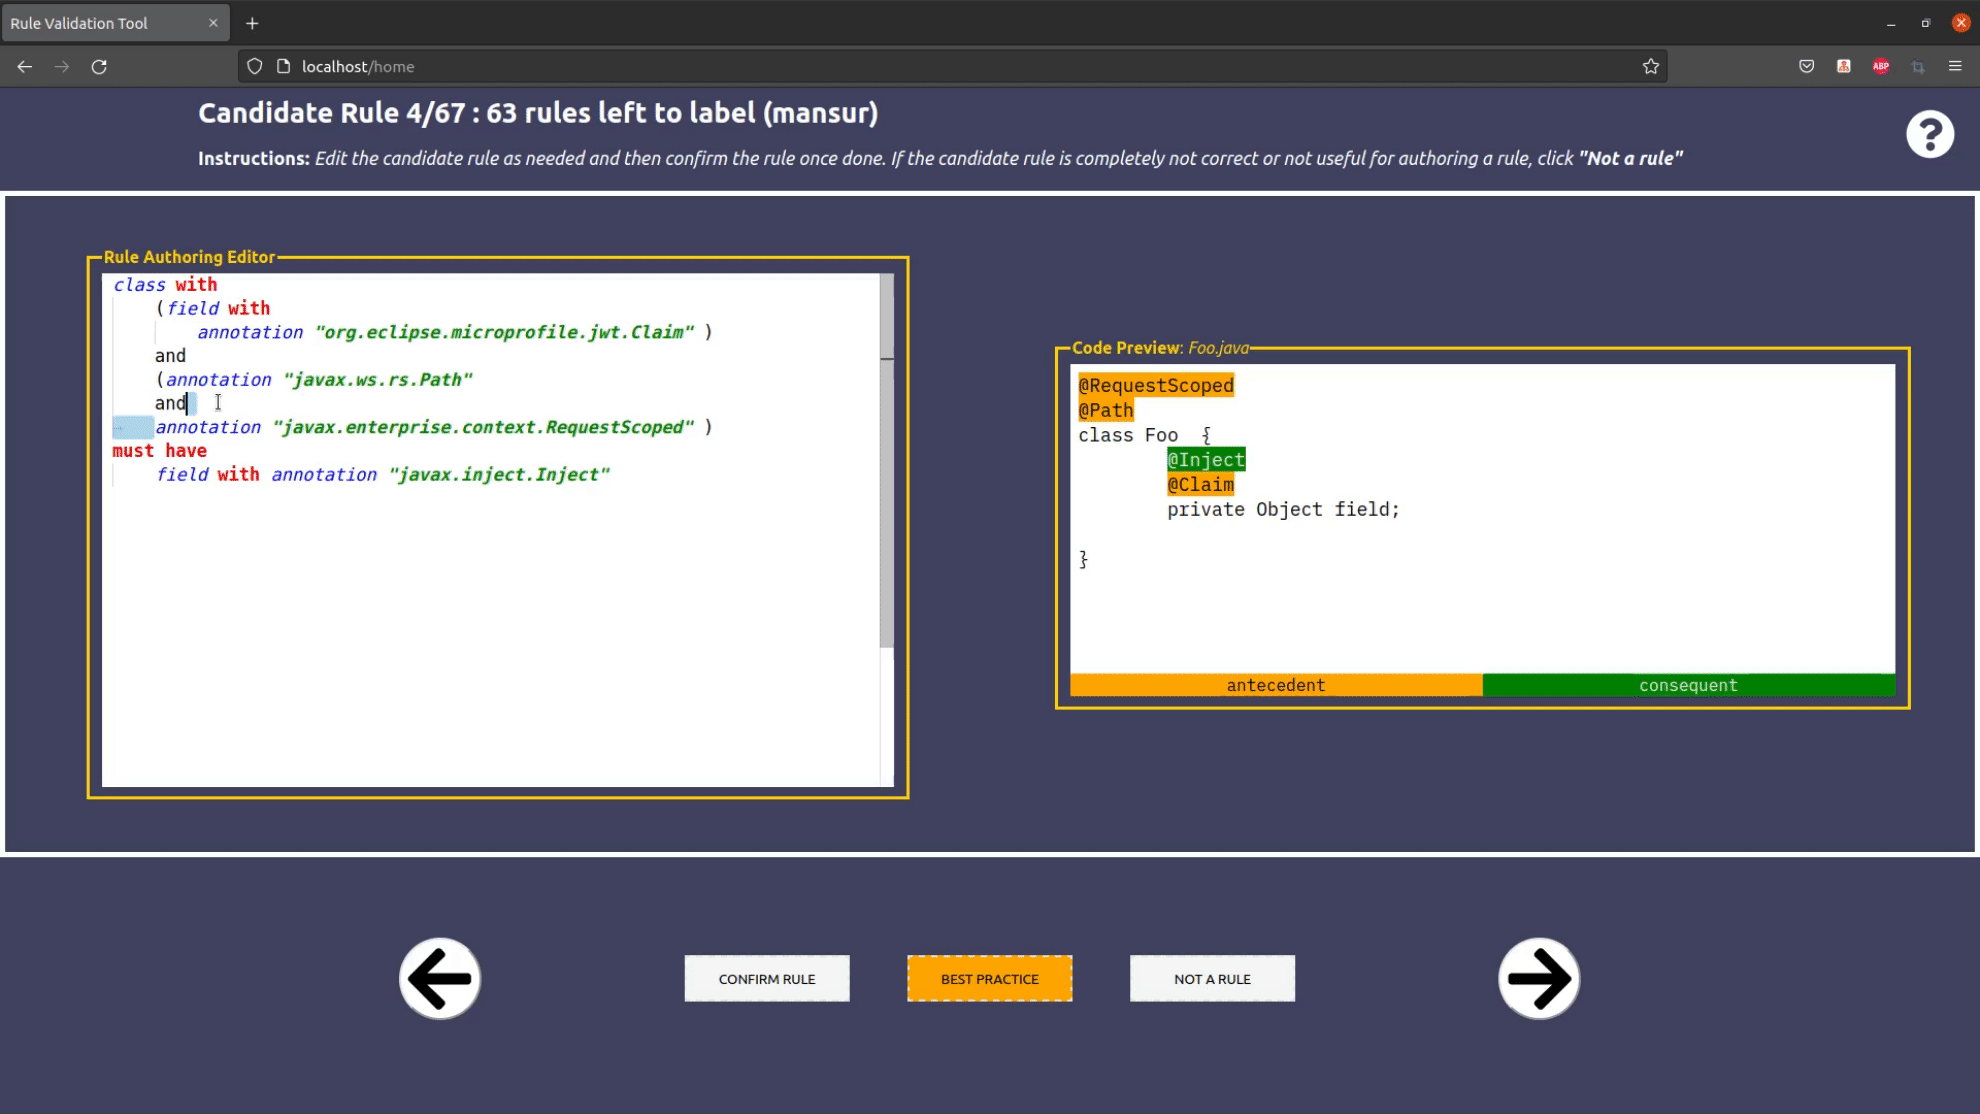 Rule Validation Tool
localhost/home
ABP
Candidate Rule 4/67 : 63 rules left to label (mansur)
Instructions: Edit the candidate rule as needed and then confirm the rule once done. If the candidate rule is completely not correct or not useful for authoring a rule, click "Not a rule"
?
Rule Authoring Editor
class with
(field with
annotation "org.eclipse.microprofile.jwt.Claim" )
and
(annotation "javax.ws.rs.Path"
and
annotation "javax.enterprise.context.RequestScoped" )
must have
field with annotation "javax.inject.Inject"
Code Preview: Foo.java
@RequestScoped
@Path
class Foo {
@Inject
@Claim
private Object field;
}
antecedent
consequent
CONFIRM RULE
BEST PRACTICE
NOT A RULE